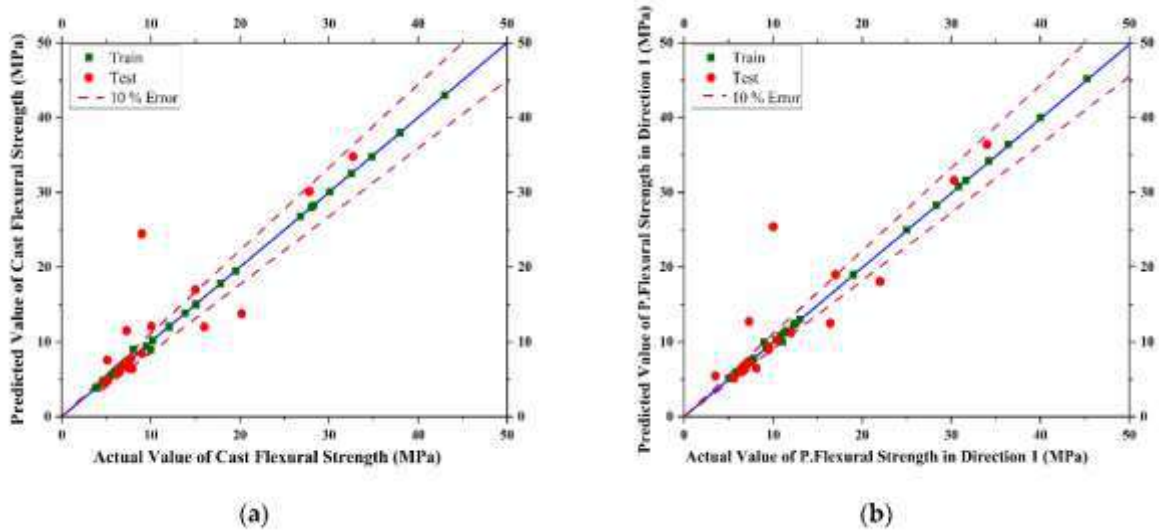 0 10 20 30 40 50
50 50
40 40
30 30
20 20
10 10
0 0
0 10 20 30 40 50
Train
Test
10 % Error
Predicted Value of Cast Flexural Strength (MPa)
Actual Value of Cast Flexural Strength (MPa)
(a)
0 10 20 30 40 50
50 50
40 40
30 30
20 20
10 10
0 0
0 10 20 30 40 50
Train
Test
10 % Error
Predicted Value of P.Flexural Strength in Direction 1 (MPa)
Actual Value of P.Flexural Strength in Direction 1 (MPa)
(b)